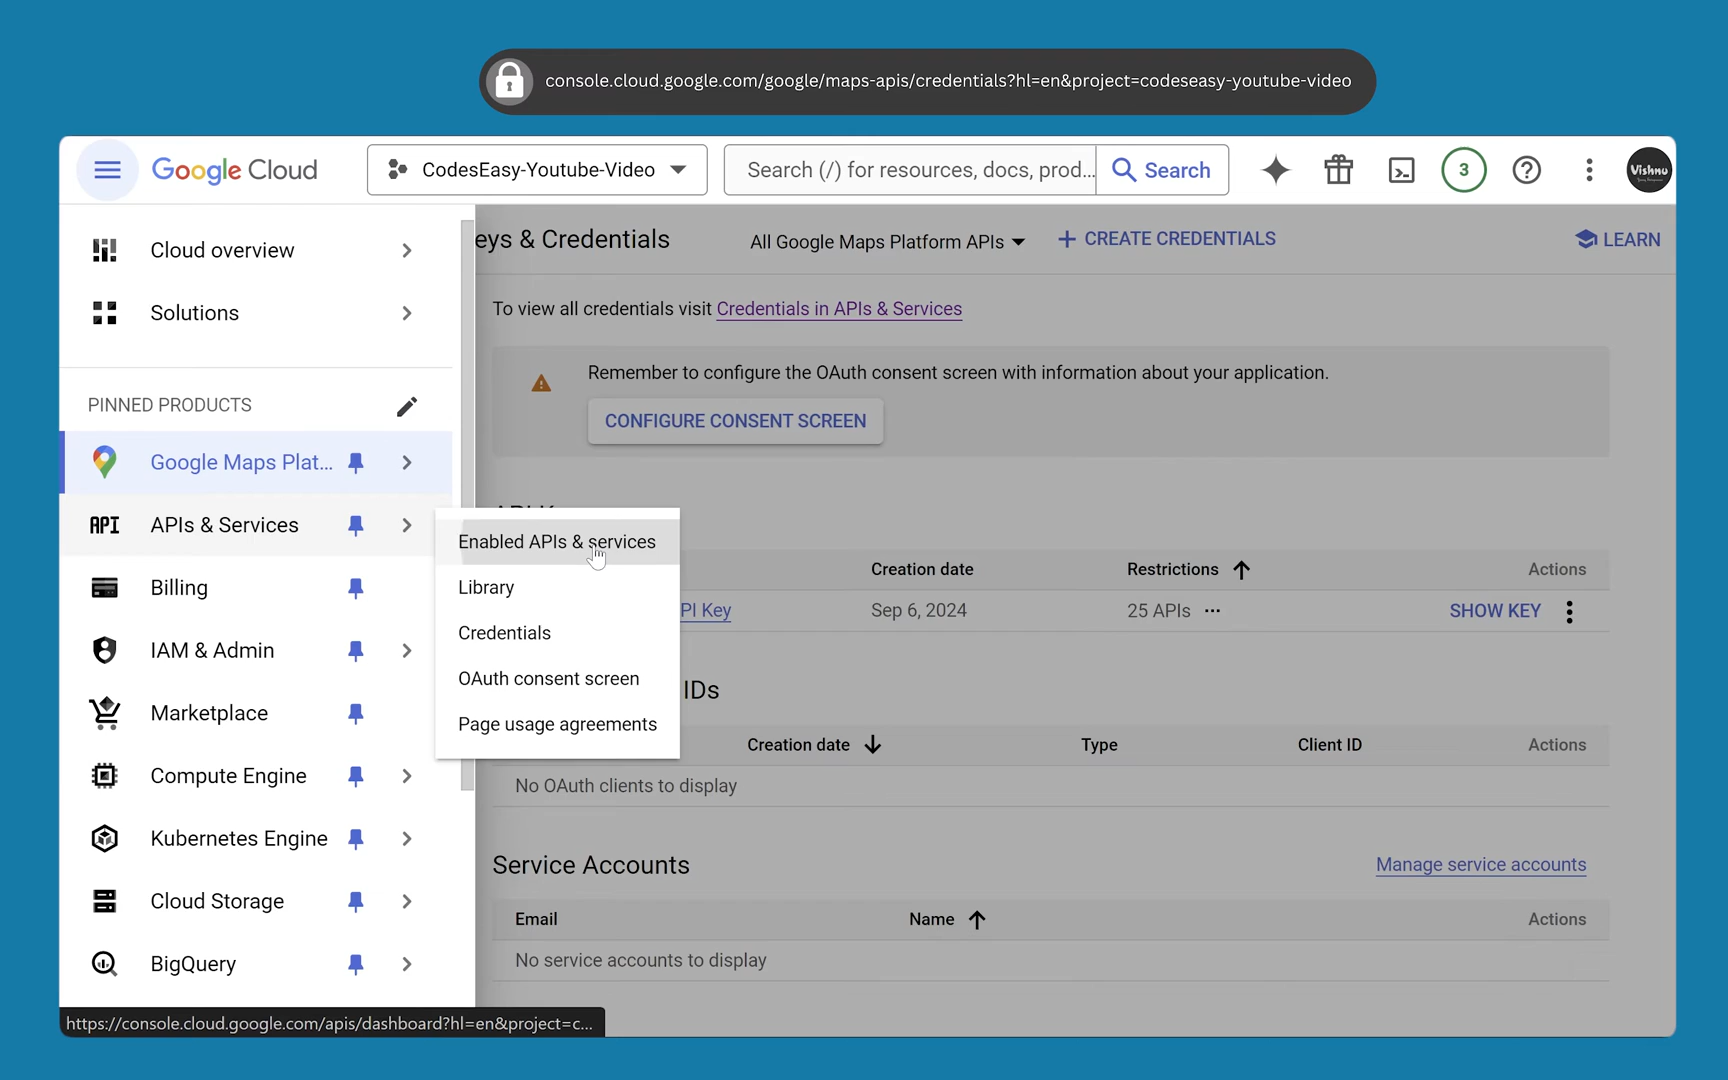 console.cloud.google.com/google/maps-apis/credentials?hl=en&project=codeseasy-youtube-video
Google Cloud
CodesEasy-Youtube-Video
Search (/) for resources, docs, prod...
Search
3
Vishnu
Cloud overview
Solutions
PINNED PRODUCTS
Google Maps Plat...
API APIs & Services
Billing
IAM & Admin
Marketplace
Compute Engine
Kubernetes Engine
Cloud Storage
BigQuery
Enabled APIs & services
Library
Credentials
OAuth consent screen
Page usage agreements
eys & Credentials
All Google Maps Platform APIs
+ CREATE CREDENTIALS
LEARN
To view all credentials visit Credentials in APIs & Services
Remember to configure the OAuth consent screen with information about your application.
CONFIGURE CONSENT SCREEN
Creation date Restrictions Actions
PI Key Sep 6, 2024 25 APIs ... SHOW KEY
IDs
Creation date Type Client ID Actions
No OAuth clients to display
Service Accounts
Manage service accounts
Email Name Actions
No service accounts to display
https://console.cloud.google.com/apis/dashboard?hl=en&project=c...